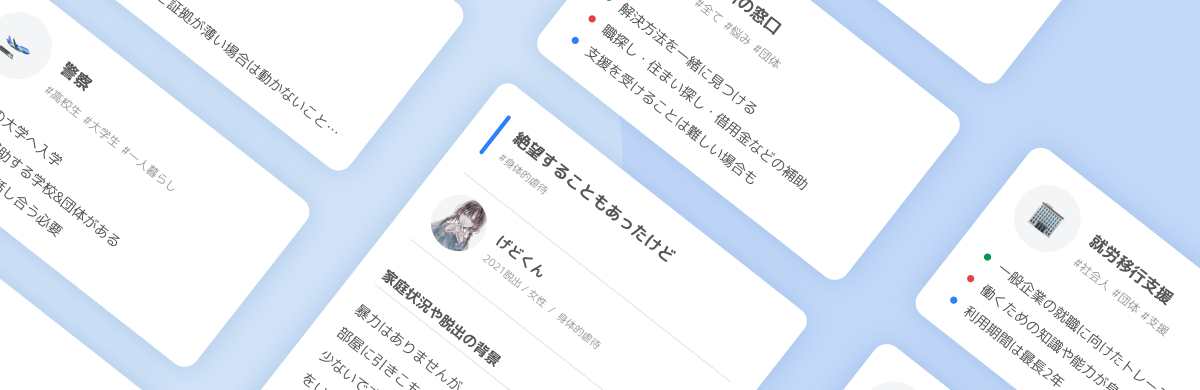 証拠が薄い場合は動かないこと…
警察
#高校生 #大学生 #一人暮らし
の大学へ入学
助する学校&団体がある
話し合う必要
の窓口
#全て #悩み #団体
解決方法を一緒に見つける
職探し・住まい探し・借用金などの補助
支援を受けることは難しい場合も
絶望することもあったけど
#身体的虐待
げどくん
2021脱出 / 女性 / 身体的虐待
家庭状況や脱出の背景
暴力はありませんが
部屋に引きこも
少ないです
をい
就労移行支援
#社会人 #団体 #支援
一般企業の就職に向けたトレー
働くための知識や能力が身
利用期間は最長2年